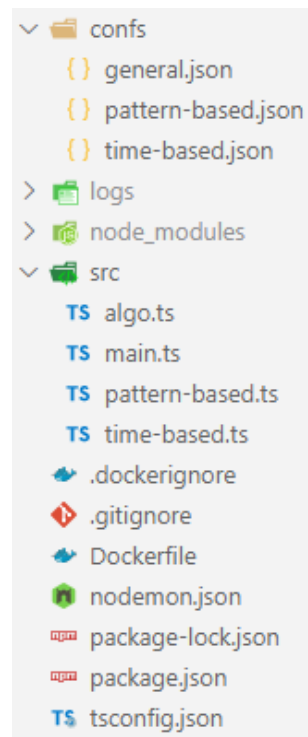 confs
{ } general.json
{ } pattern-based.json
{ } time-based.json
logs
node_modules
src
TS algo.ts
TS main.ts
TS pattern-based.ts
TS time-based.ts
.dockerignore
.gitignore
Dockerfile
nodemon.json
npm package-lock.json
npm package.json
TS tsconfig.json